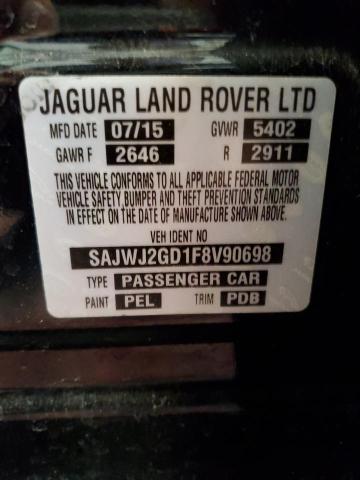 JAGUAR LAND ROVER LTD
MFD DATE 07/15 GVWR 5402
GAWR F 2646 R 2911
THIS VEHICLE CONFORMS TO ALL APPLICABLE FEDERAL MOTOR
VEHICLE SAFETY, BUMPER AND THEFT PREVENTION STANDARDS
IN EFFECT ON THE DATE OF MANUFACTURE SHOWN ABOVE.
VEH IDENT NO
SAJWJ2GD1F8V90698
TYPE PASSENGER CAR
PAINT PEL TRIM PDB